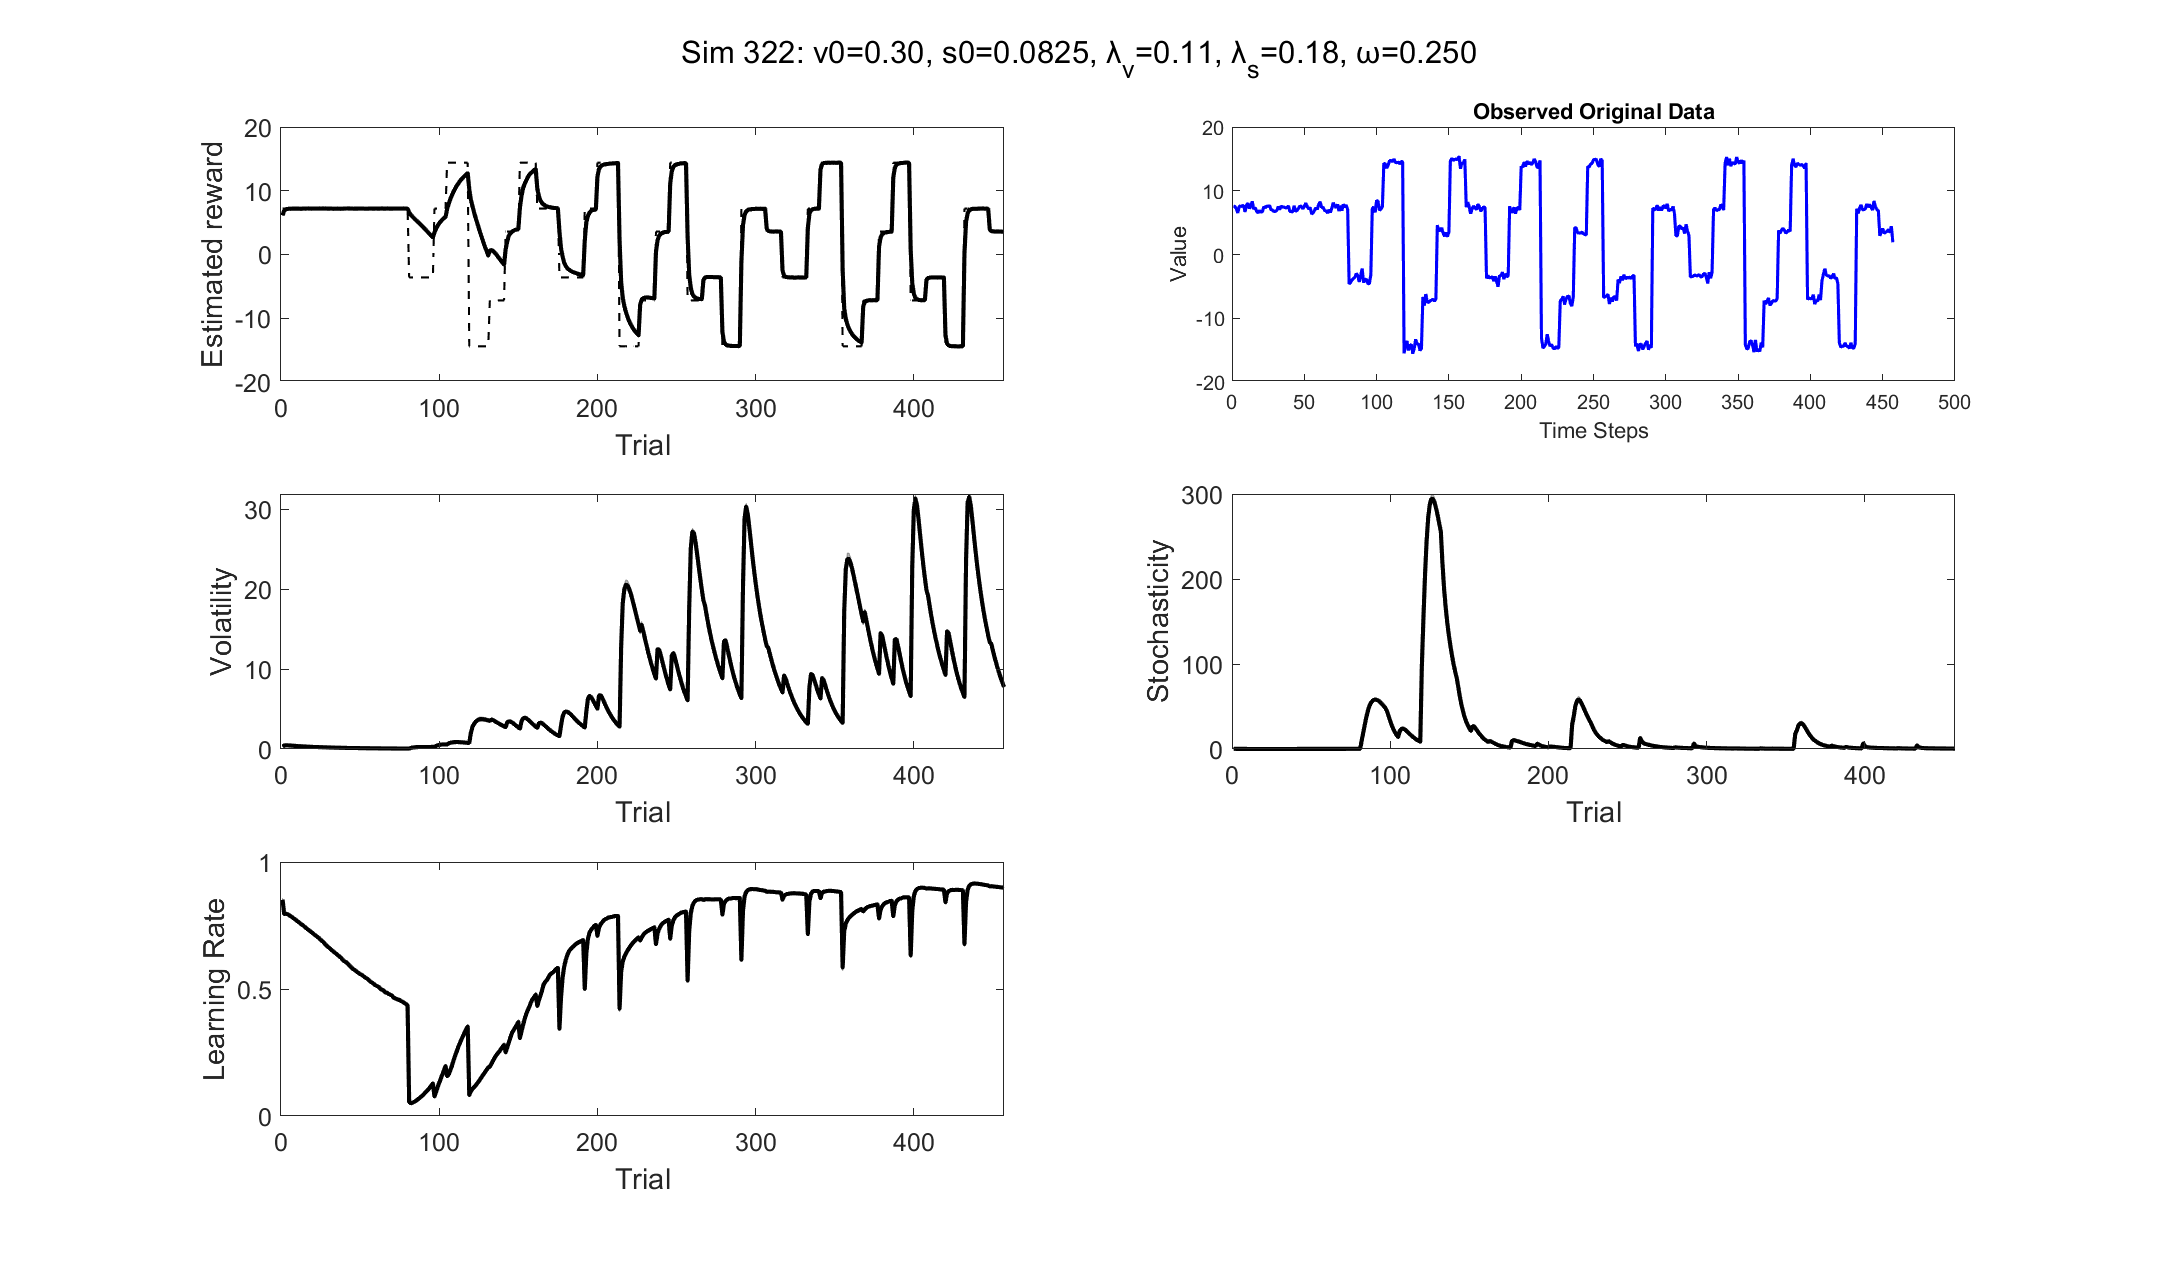 Sim 322: v0=0.30, s0=0.0825, λv=0.11, λs=0.18, ω=0.250
Estimated reward
20
10
0
-10
-20
0 100 200 300 400
Trial
Observed Original Data
Value
20
10
0
-10
-20
0 50 100 150 200 250 300 350 400 450 500
Time Steps
Volatility
30
20
10
0
0 100 200 300 400
Trial
Stochasticity
300
200
100
0
0 100 200 300 400
Trial
Learning Rate
1
0.5
0
0 100 200 300 400
Trial